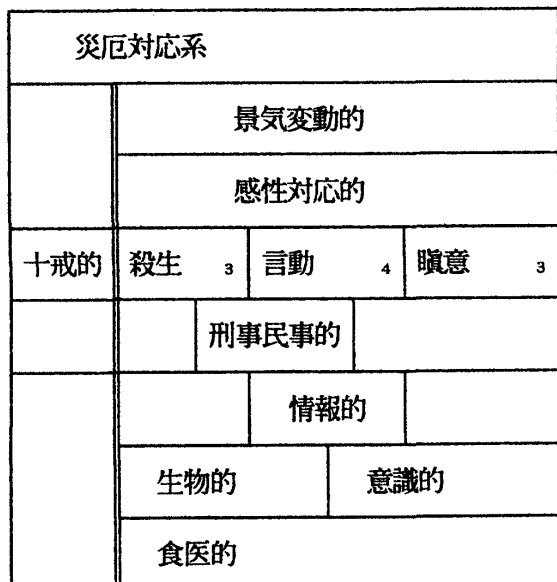 災厄対応系
景気変動的
感性対応的
十戒的 殺生 3 言動 4 瞋意 3
刑事民事的
情報的
生物的 意識的
食医的